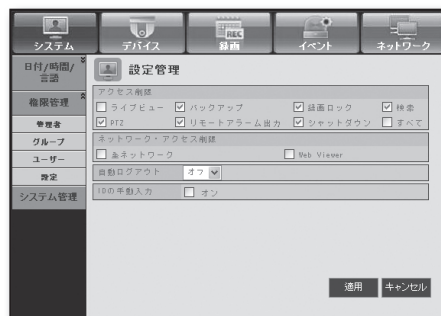 REC
システム デバイス 録画 イベント ネットワーク
日付/時間/言語
権限管理
管理者
グループ
ユーザー
設定
システム管理
設定管理
アクセス制限
ライブビュー バックアップ 録画ロック 検索
PTZ リモートアラーム出力 シャットダウン すべて
ネットワーク・アクセス制限
全ネットワーク Web Viewer
自動ログアウト オフ
IDの手動入力 オン
適用 キャンセル